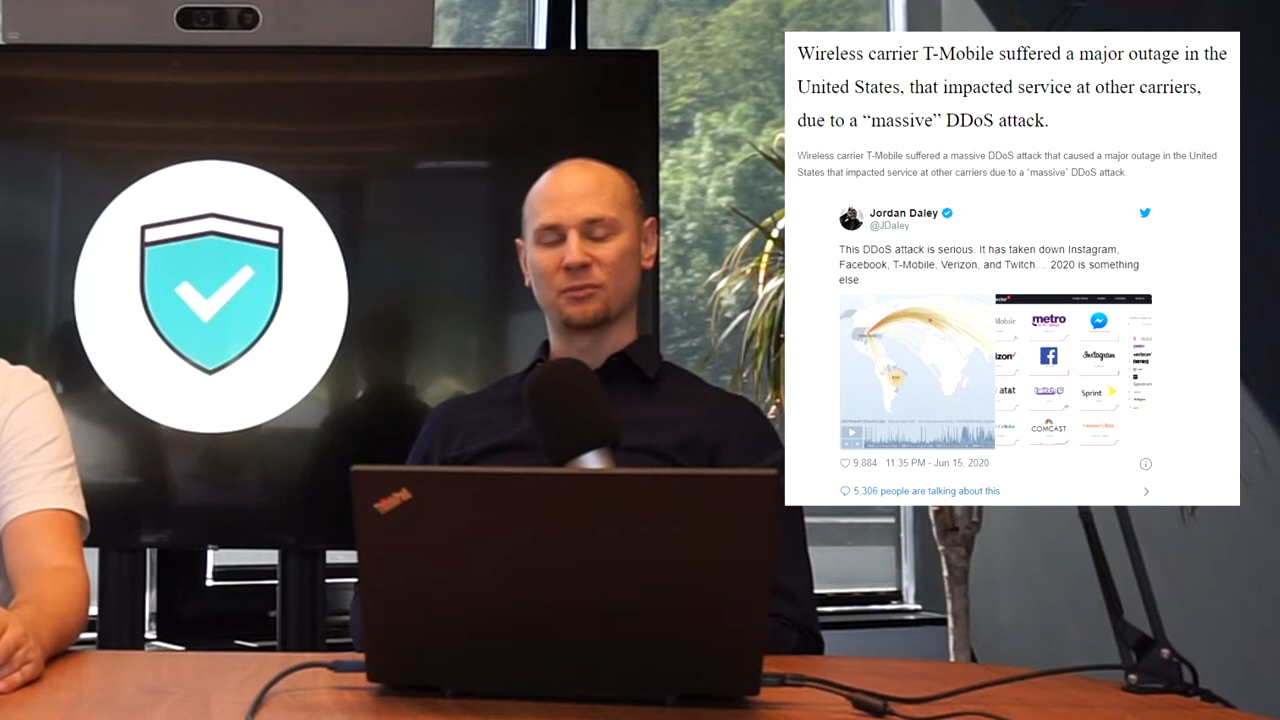 Wireless carrier T-Mobile suffered a major outage in the
United States, that impacted service at other carriers,
due to a “massive” DDoS attack.
Wireless carrier T-Mobile suffered a massive DDoS attack that caused a major outage in the United
States that impacted service at other carriers due to a “massive” DDoS attack.
Jordan Daley
@JDaley
This DDoS attack is serious. It has taken down Instagram,
Facebook, T-Mobile, Verizon, and Twitch.... 2020 is something
else.
Mobile
metro
Instagram
at&t
twitch
Sprint
COMCAST
9,884 11:35 PM - Jun 15, 2020
5,306 people are talking about this
ThinkPad